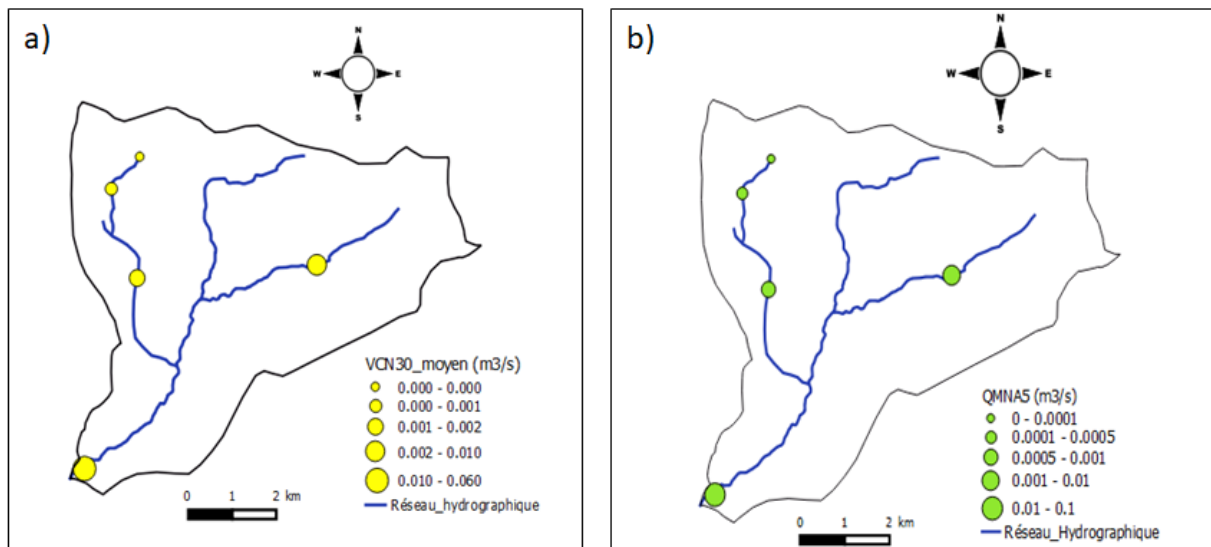 a)
N
W E
S
VCN30_moyen (m3/s)
0.000 - 0.000
0.000 - 0.001
0.001 - 0.002
0.002 - 0.010
0.010 - 0.060
Réseau_hydrographique
0 1 2 km
b)
N
W E
S
QMNA5 (m3/s)
0 - 0.0001
0.0001 - 0.0005
0.0005 - 0.001
0.001 - 0.01
0.01 - 0.1
Réseau_Hydrographique
0 1 2 km